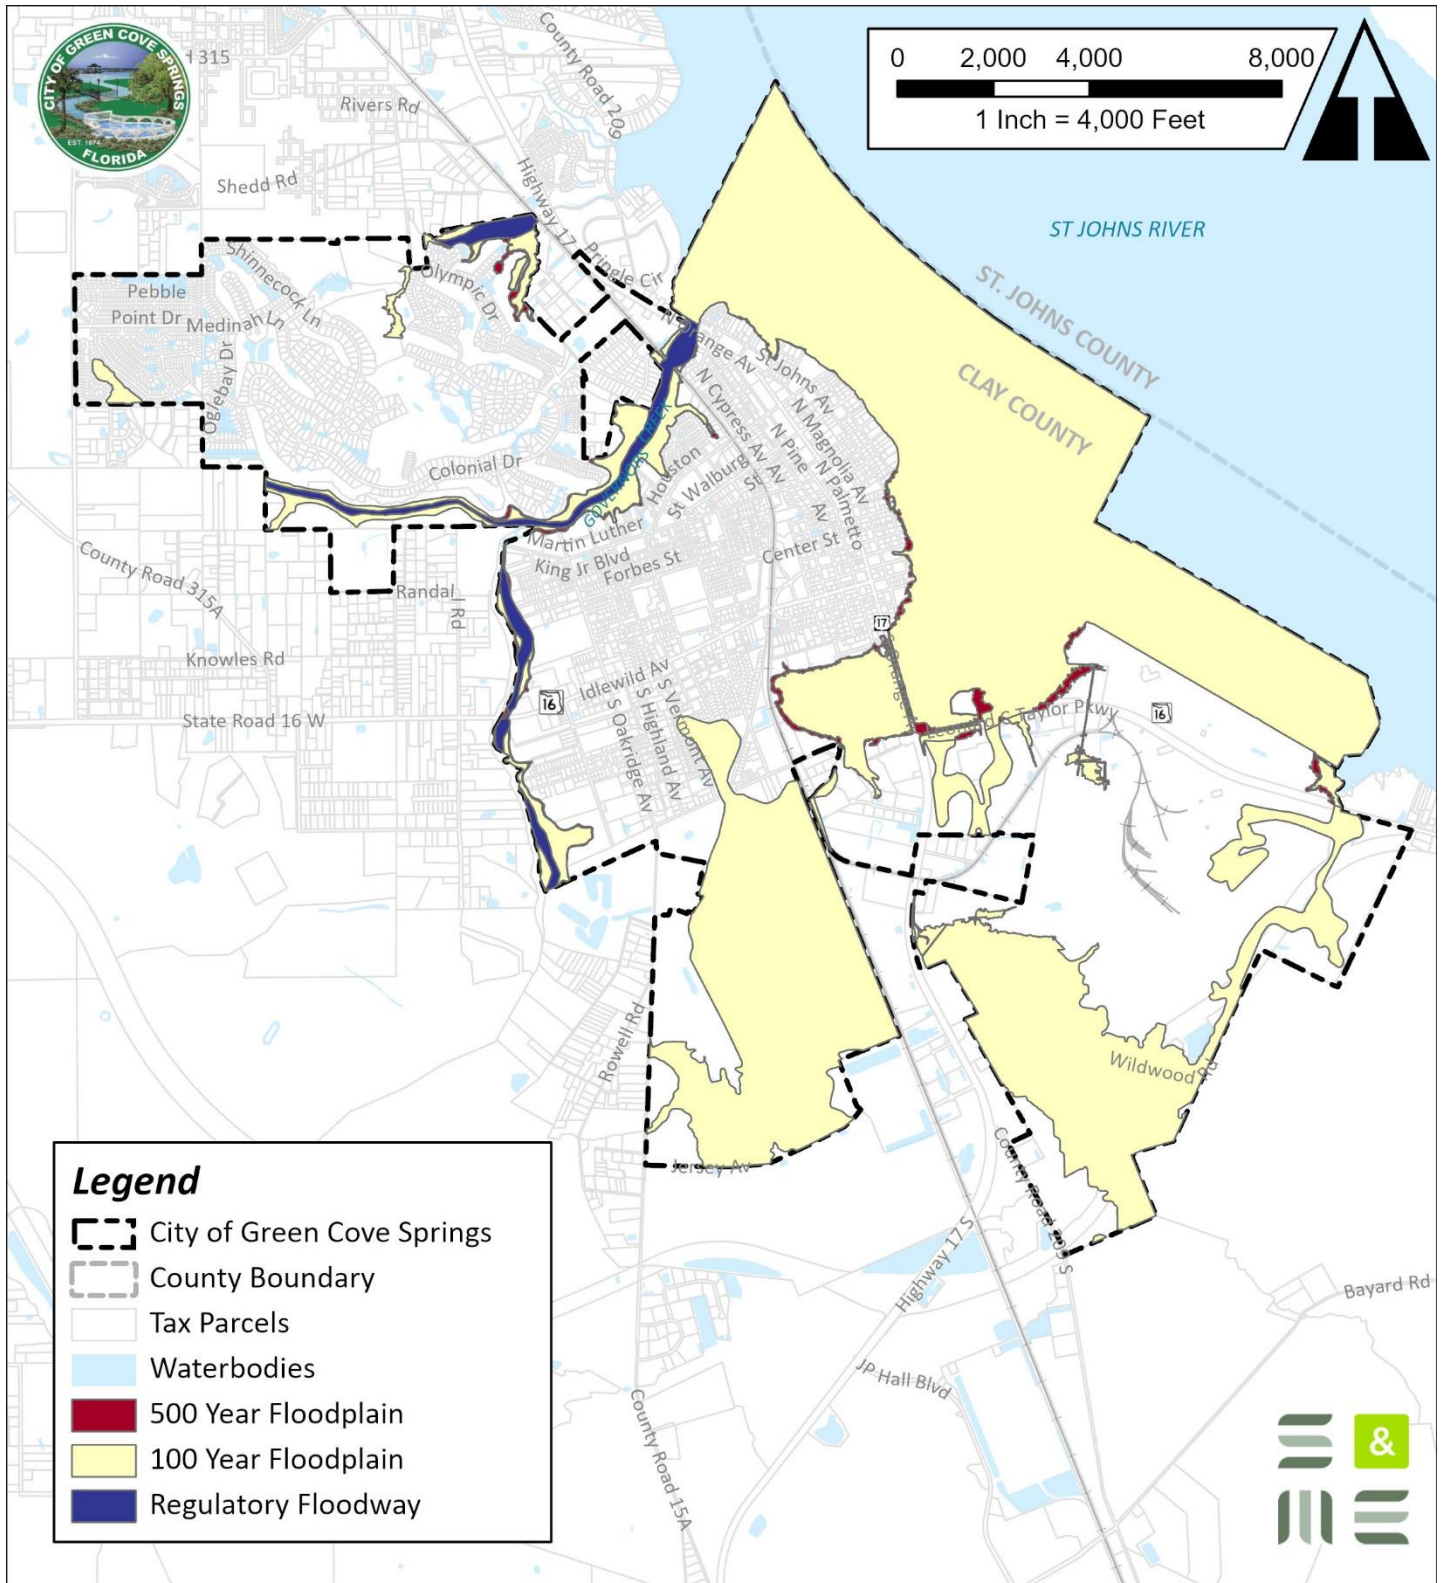 CITY OF GREEN COVE SPRINGS
EST. 1874
FLORIDA
315
County Road 209
Rivers Rd
Shedd Rd
Highway 17
0 2,000 4,000 8,000
1 Inch = 4,000 Feet
ST JOHNS RIVER
ST. JOHNS COUNTY
CLAY COUNTY
Pringle Cir
Shinnecock Ln
Olympic Dr
Pebble
Point Dr
Medinah Ln
Oglebay Dr
N Orange Av
St Johns Av
N Cypress Av
N Magnolia Av
N Pine
Av
N Palmetto
Av
Colonial Dr
GOVERNORS CREEK
Houston
St Walburg
St
Martin Luther
King Jr Blvd
Forbes St
Center St
County Road 315A
Randal
l Rd
Knowles Rd
17
S Orange
Idlewild Av
16
State Road 16 W
S Oakridge Av
S Highland Av
S Vermont Av
Leonard C Taylor Pkwy
16
Rowell Rd
Wildwood Rd
Jersey Av
County Road 209 S
Highway 17 S
Bayard Rd
JP Hall Blvd
County Road 15A
Legend
City of Green Cove Springs
County Boundary
Tax Parcels
Waterbodies
500 Year Floodplain
100 Year Floodplain
Regulatory Floodway
S&
ME